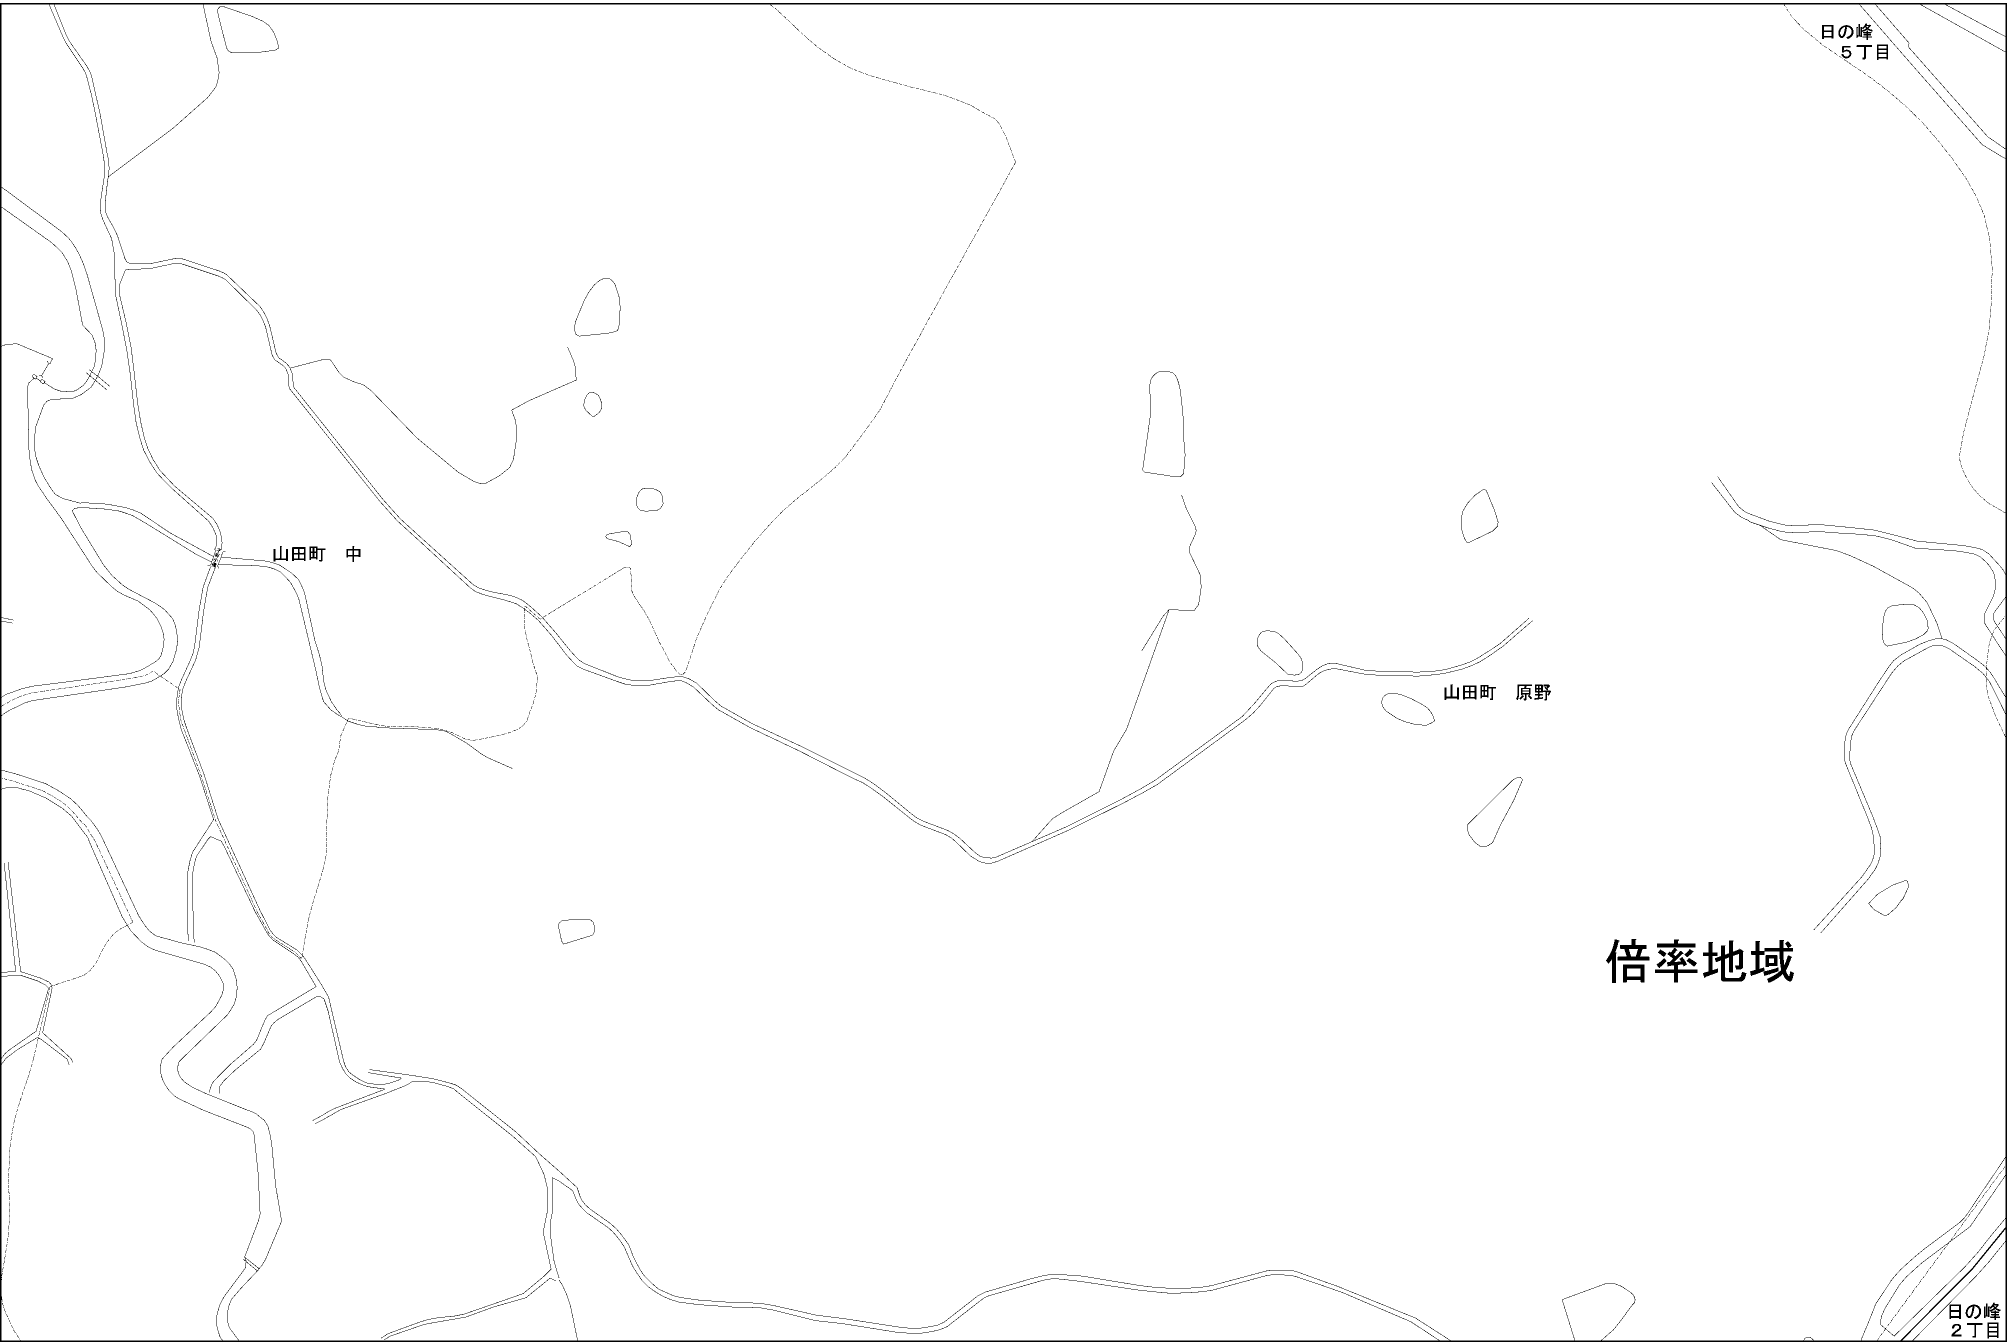 日の峰
５丁目
山田町　中
山田町　原野
倍率地域
日の峰
２丁目